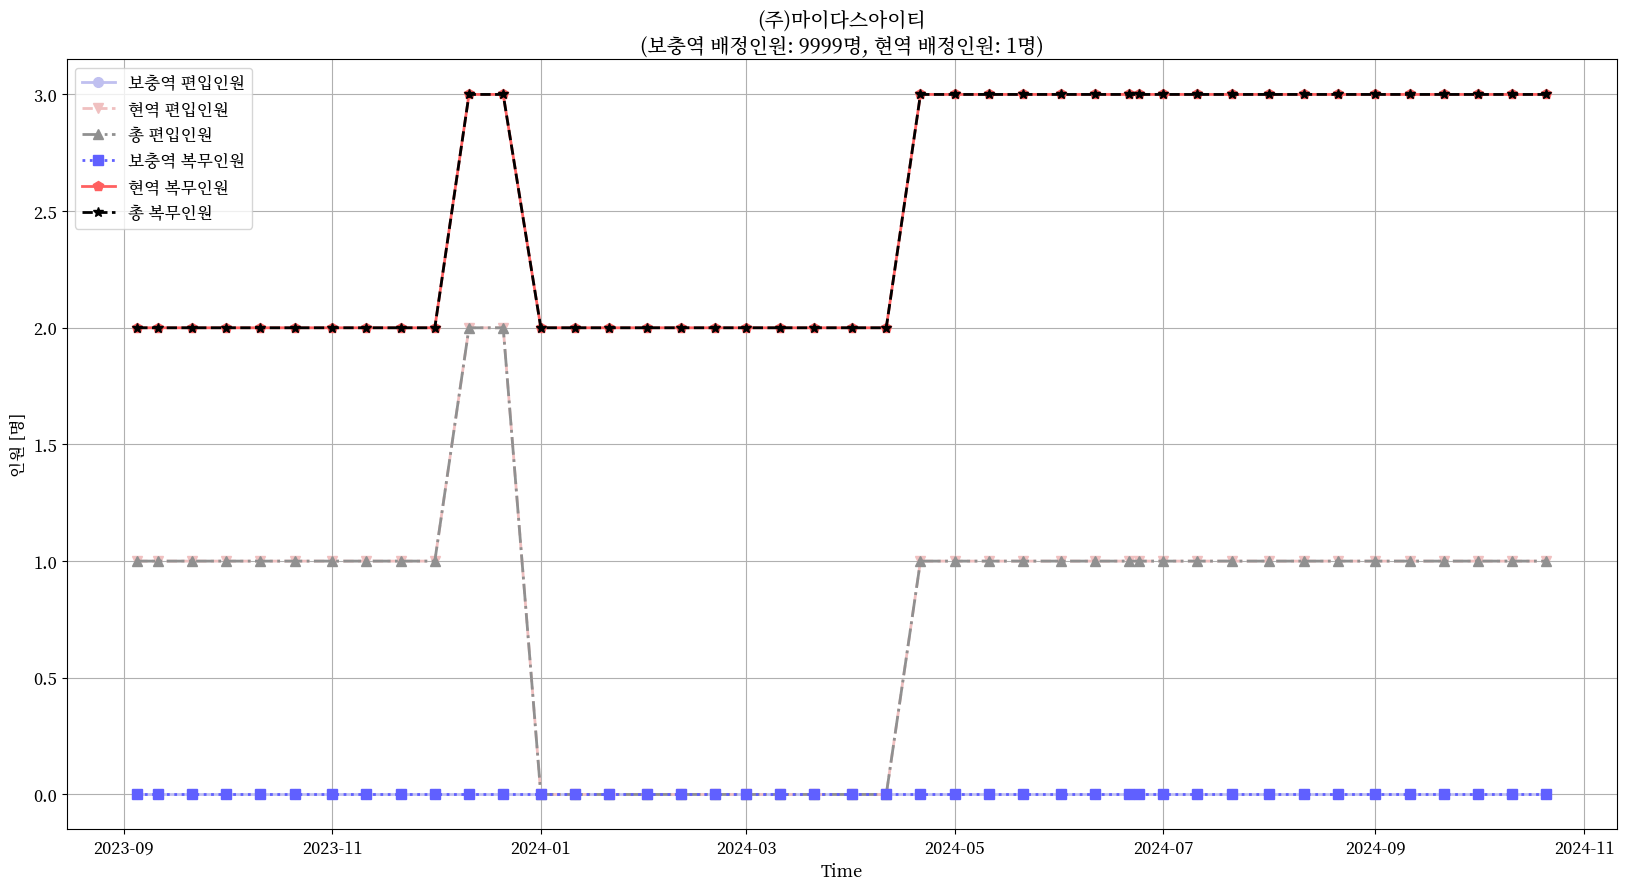 (주)마이다스아이티
(보충역 배정인원: 9999명, 현역 배정인원: 1명)
보충역 편입인원
현역 편입인원
총 편입인원
보충역 복무인원
현역 복무인원
총 복무인원
인원 [명]
3.0
2.5
2.0
1.5
1.0
0.5
0.0
2023-09 2023-11 2024-01 2024-03 2024-05 2024-07 2024-09 2024-11
Time